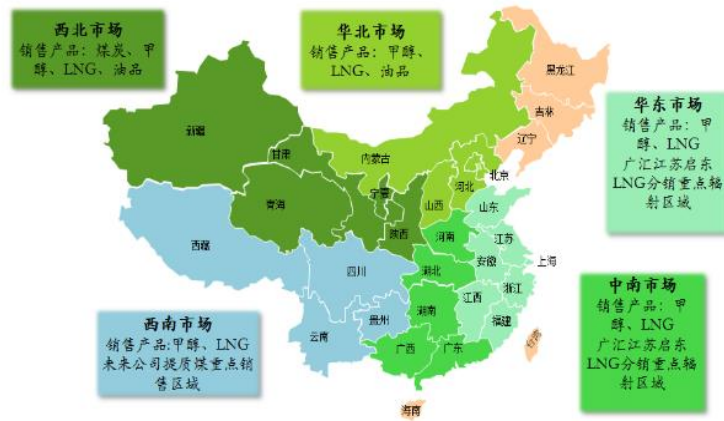 西北市场
销售产品：煤炭、甲
醇、LNG、油品
华北市场
销售产品：甲醇、
LNG、油品
华东市场
销售产品：甲
醇、LNG
广汇江苏启东
LNG分销重点辐
射区域
中南市场
销售产品：甲
醇、LNG
广汇江苏启东
LNG分销重点辐
射区域
西南市场
销售产品:甲醇、LNG
未来公司提质煤重点销
售区域
黑龙江
吉林
辽宁
新疆
甘肃
内蒙古
北京
宁夏
山西
河北
青海
山东
陕西
河南
西藏
江苏
安徽
上海
四川
湖北
浙江
湖南
江西
贵州
福建
云南
广西
广东
台湾
海南